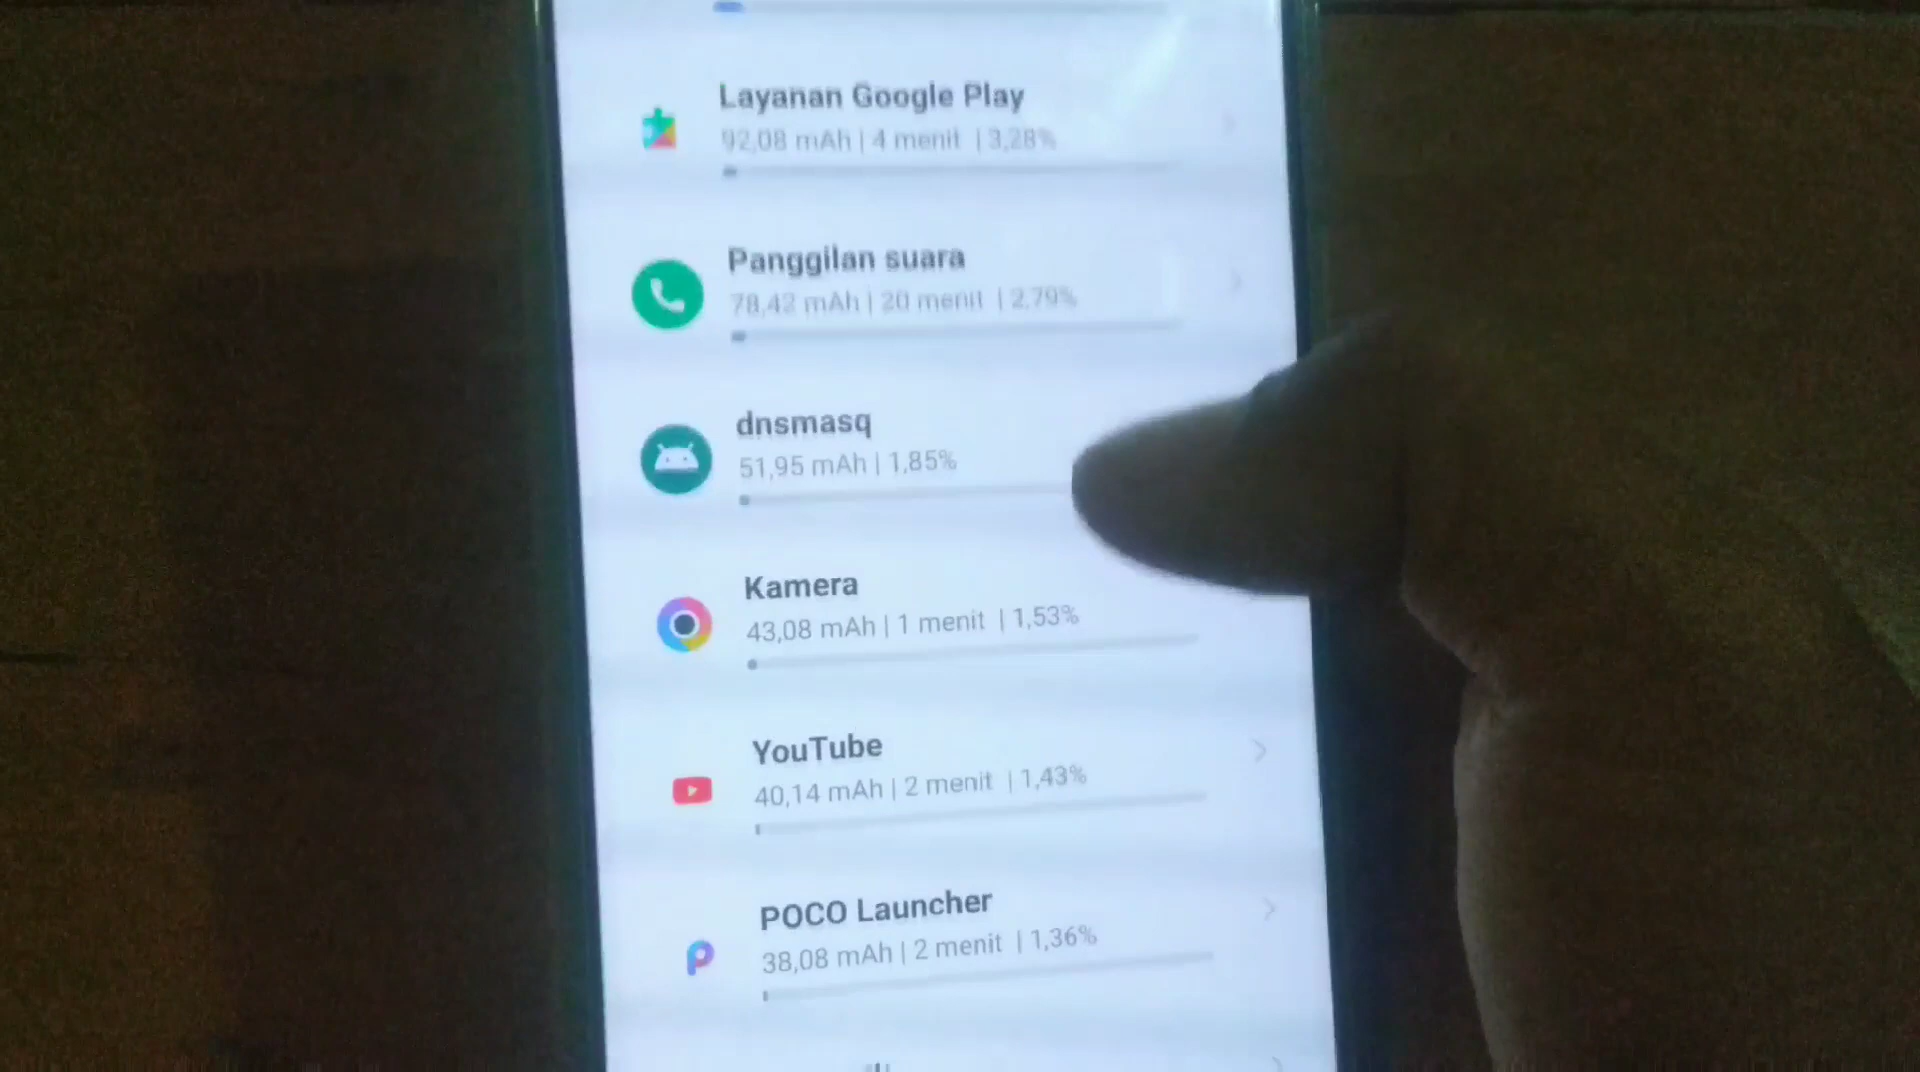 Layanan Google Play
92,08 mAh | 4 menit | 3,28%
Panggilan suara
78,42 mAh | 20 menit | 2,79%
dnsmasq
51,95 mAh | 1,85%
Kamera
43,08 mAh | 1 menit | 1,53%
YouTube
40,14 mAh | 2 menit | 1,43%
POCO Launcher
38,08 mAh | 2 menit | 1,36%